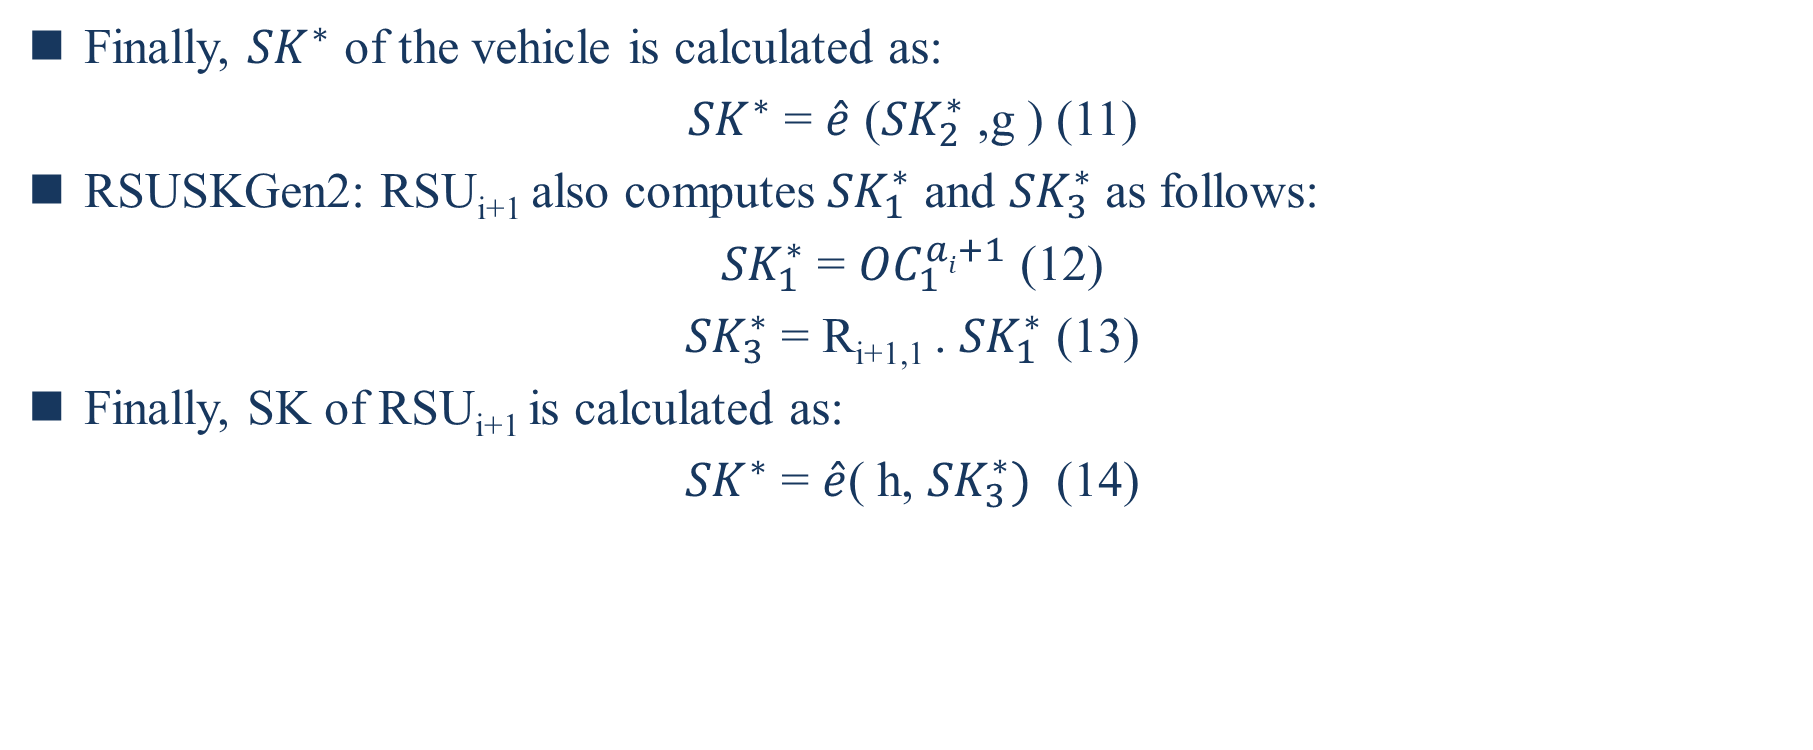 ■ Finally, SK* of the vehicle is calculated as:
SK* = ê (SK₂* ,g ) (11)
■ RSUSKGen2: RSUᵢ₊₁ also computes SK₁* and SK₃* as follows:
SK₁* = OC₁^{aᵢ+1} (12)
SK₃* = R_{i+1,1} . SK₁* (13)
■ Finally, SK of RSUᵢ₊₁ is calculated as:
SK* = ê( h, SK₃*) (14)